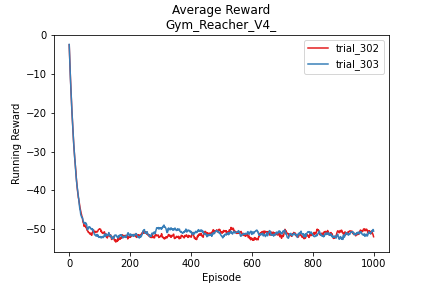 Average Reward
Gym_Reacher_V4_
trial_302
trial_303
0
−10
−20
−30
−40
−50
Running Reward
0
200
400
600
800
1000
Episode